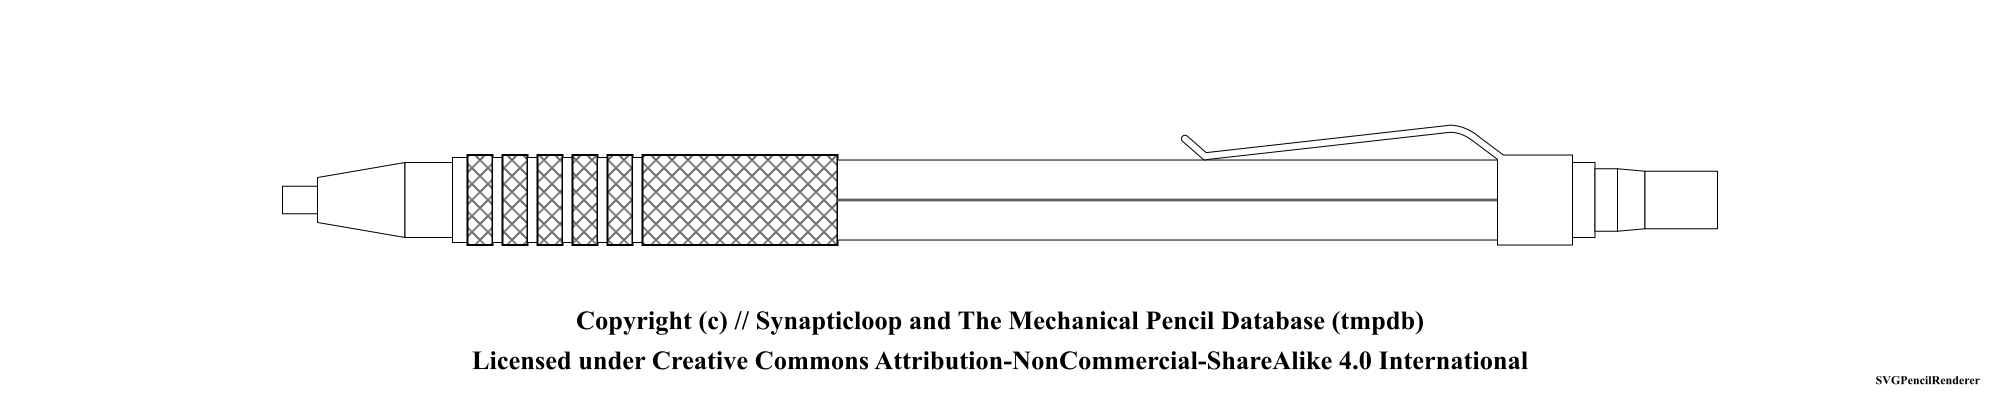 Copyright (c) // Synapticloop and The Mechanical Pencil Database (tmpdb)
Licensed under Creative Commons Attribution-NonCommercial-ShareAlike 4.0 International
SVGPencilRenderer